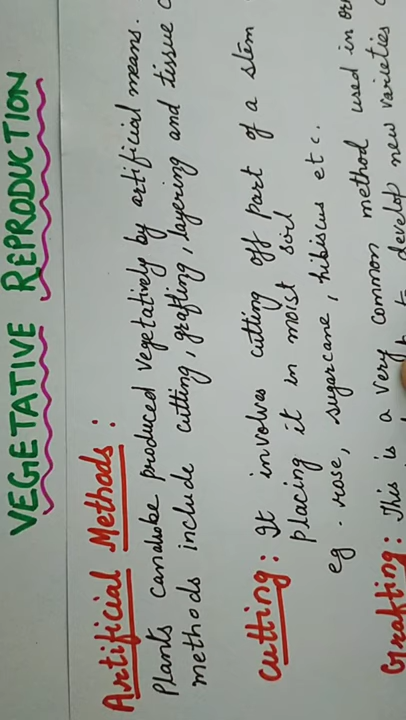 VEGETATIVE REPRODUCTION
Artificial Methods:
Plants can also be produced vegetatively by artificial means.
methods include cutting, grafting, layering and tissue
Cutting: It involves cutting off part of a stem
placing it in moist soil
eg. rose, sugarcane, hibiscus etc.
Grafting: This is a very common method used in
develop new varieties